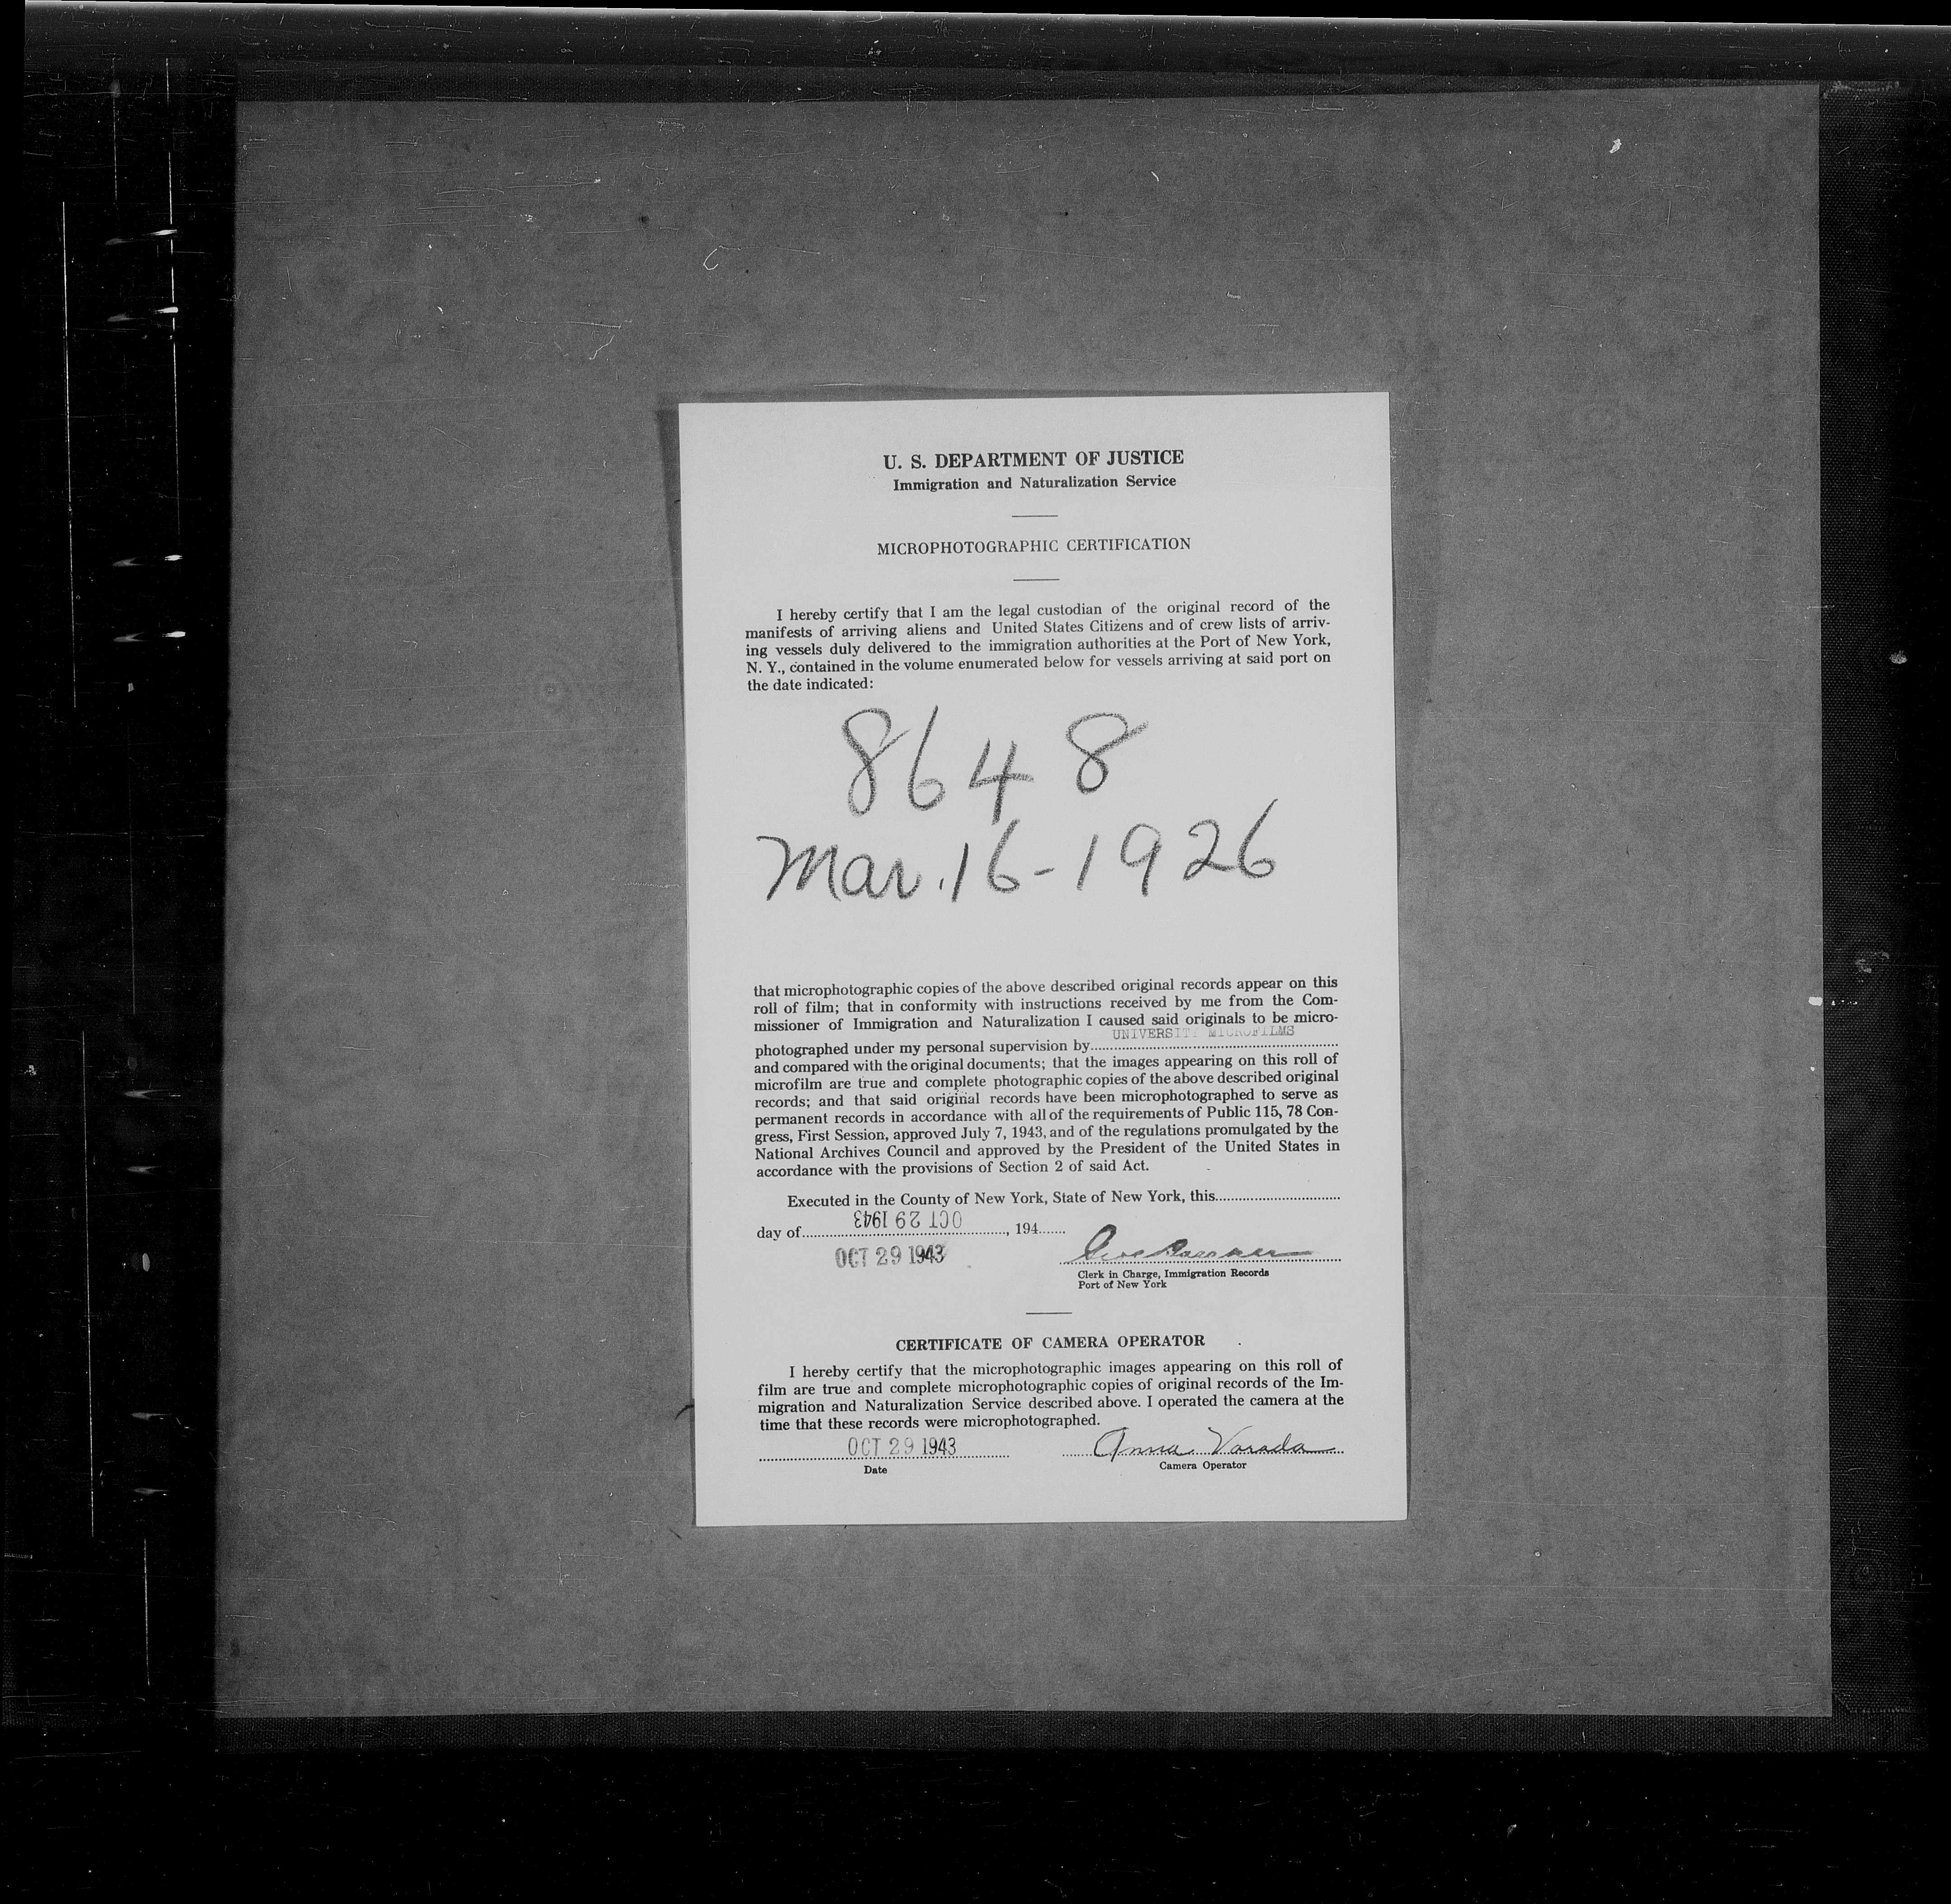 U. S. DEPARTMENT OF JUSTICE
Immigration and Naturalization Service
MICROPHOTOGRAPHIC CERTIFICATION
I hereby certify that I am the legal custodian of the original record of the
manifests of arriving aliens and United States Citizens and of crew lists of arriv-
ing vessels duly delivered to the immigration authorities at the Port of New York,
N. Y., contained in the volume enumerated below for vessels arriving at said port on
the date indicated:
8648
Mar. 16-1926
that microphotographic copies of the above described original records appear on this
roll of film; that in conformity with instructions received by me from the Com-
missioner of Immigration and Naturalization I caused said originals to be micro-
UNIVERSITY MICROFILMS
photographed under my personal supervision by
and compared with the original documents; that the images appearing on this roll of
microfilm are true and complete photographic copies of the above described original
records; and that said original records have been microphotographed to serve as
permanent records in accordance with all of the requirements of Public 115, 78 Con-
gress, First Session, approved July 7, 1943, and of the regulations promulgated by the
National Archives Council and approved by the President of the United States in
accordance with the provisions of Section 2 of said Act.
Executed in the County of New York, State of New York, this
OCT 29 1943
day of , 194
OCT 29 1943
Clerk in Charge, Immigration Records
Port of New York
CERTIFICATE OF CAMERA OPERATOR
I hereby certify that the microphotographic images appearing on this roll of
film are true and complete microphotographic copies of original records of the Im-
migration and Naturalization Service described above. I operated the camera at the
time that these records were microphotographed.
OCT 29 1943 Anna Varada
Date Camera Operator